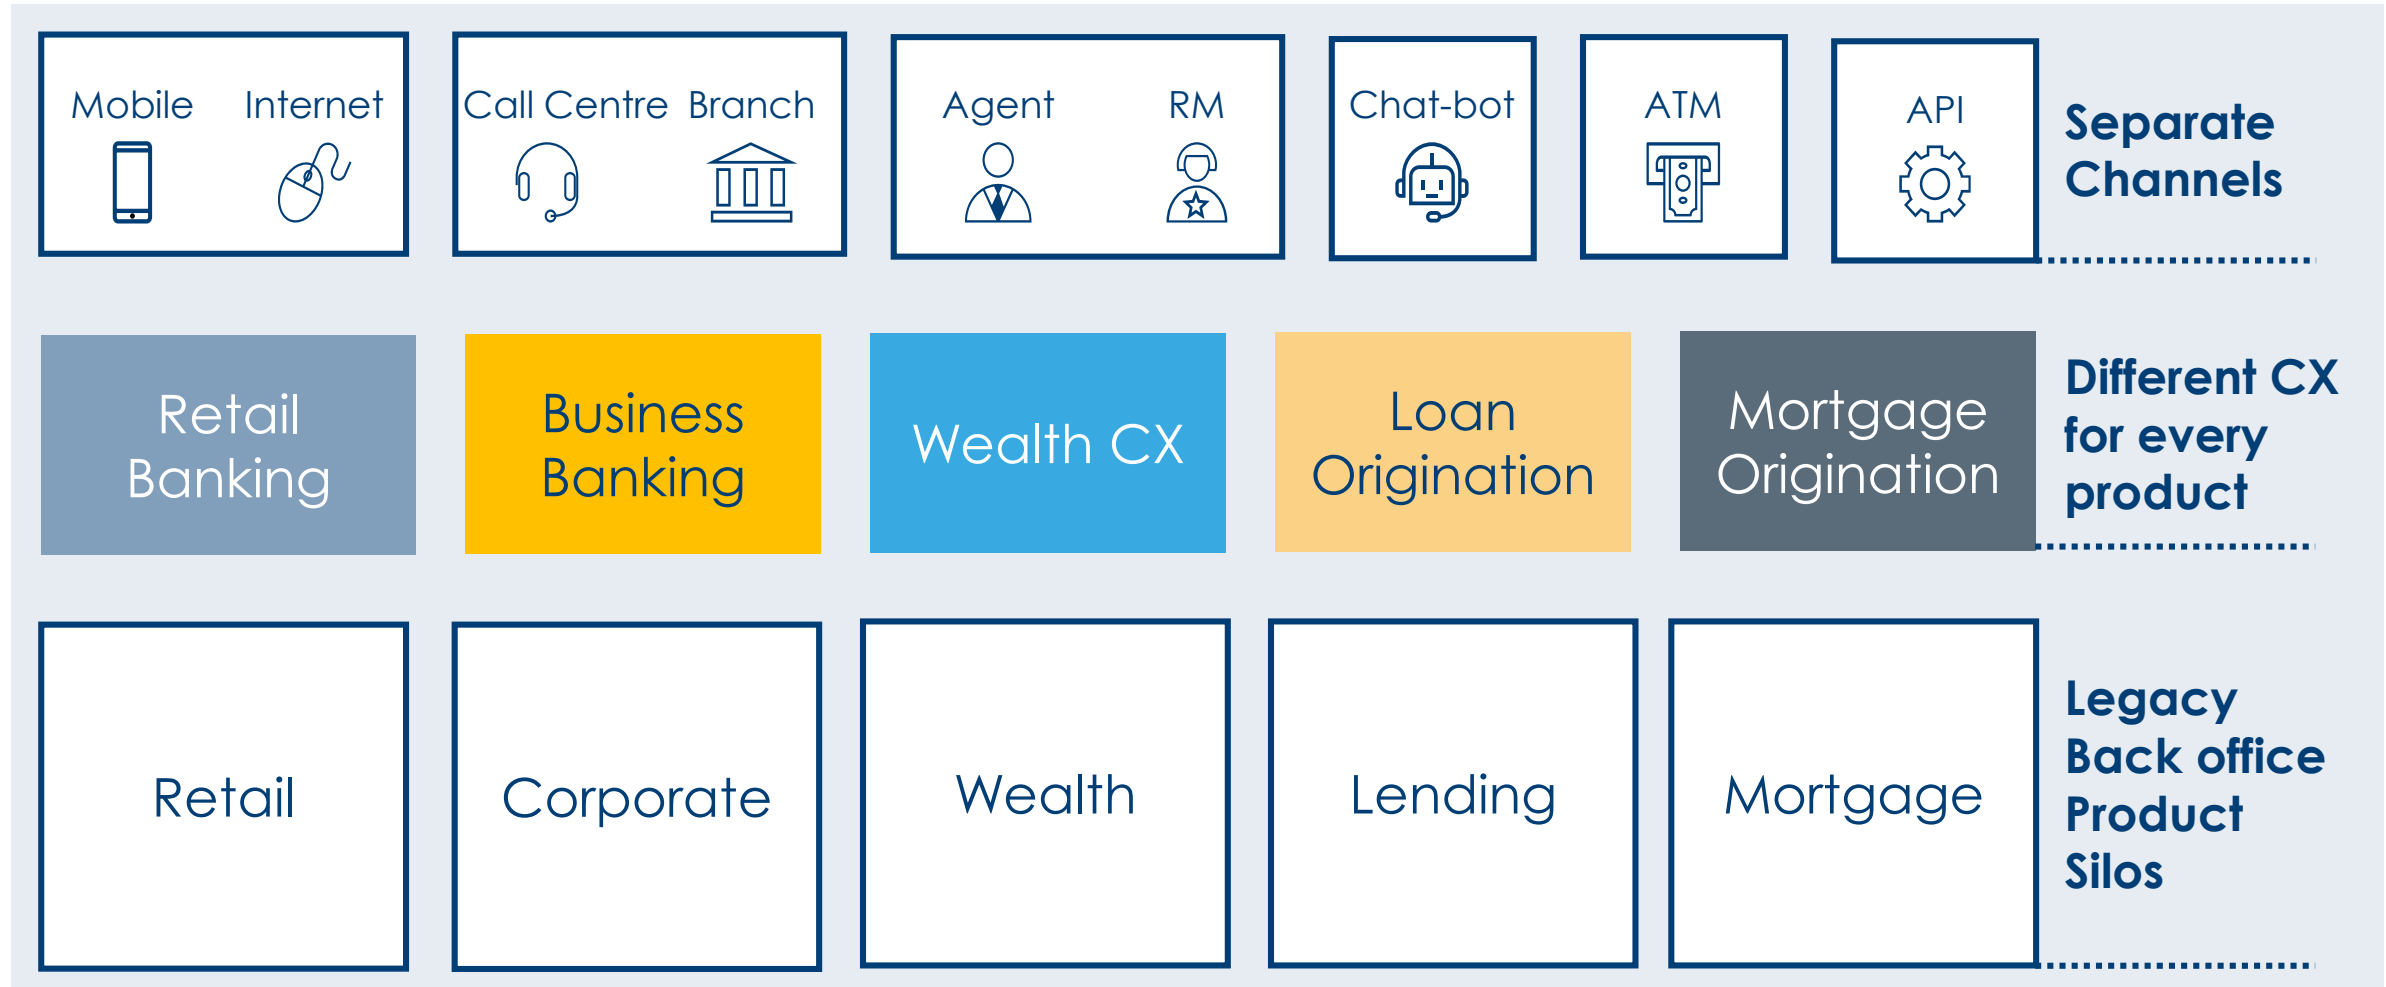 Mobile Internet
Call Centre Branch
Agent RM
Chat-bot
ATM
API
Separate
Channels
Retail
Banking
Business
Banking
Wealth CX
Loan
Origination
Mortgage
Origination
Different CX
for every
product
Retail
Corporate
Wealth
Lending
Mortgage
Legacy
Back office
Product
Silos